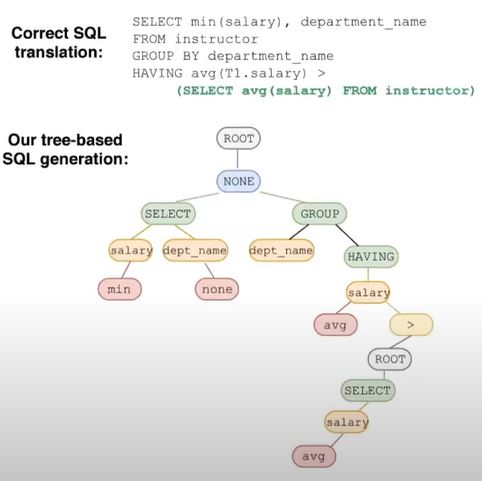 Correct SQL
translation:
SELECT min(salary), department_name
FROM instructor
GROUP BY department_name
HAVING avg(T1.salary) >
(SELECT avg(salary) FROM instructor)
Our tree-based
SQL generation:
ROOT
NONE
SELECT GROUP
salary dept_name dept_name HAVING
min none salary
avg >
ROOT
SELECT
salary
avg